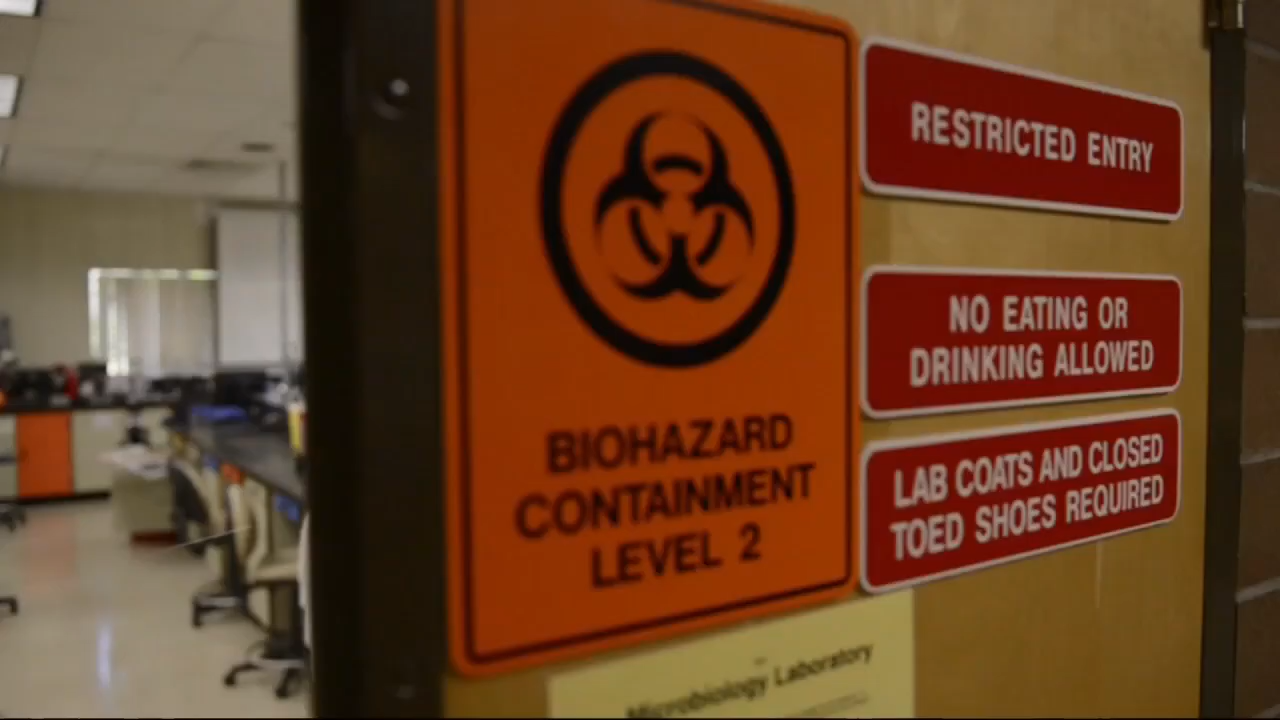 BIOHAZARD
CONTAINMENT
LEVEL 2
RESTRICTED ENTRY
NO EATING OR
DRINKING ALLOWED
LAB COATS AND CLOSED
TOED SHOES REQUIRED
Microbiology Laboratory